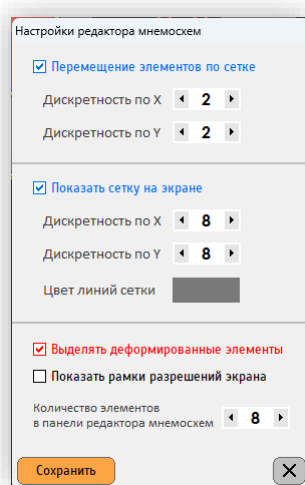 Настройки редактора мнемосхем
Перемещение элементов по сетке
Дискретность по X 2
Дискретность по Y 2
Показать сетку на экране
Дискретность по X 8
Дискретность по Y 8
Цвет линий сетки
Выделять деформированные элементы
Показать рамки разрешений экрана
Количество элементов
в панели редактора мнемосхем 8
Сохранить